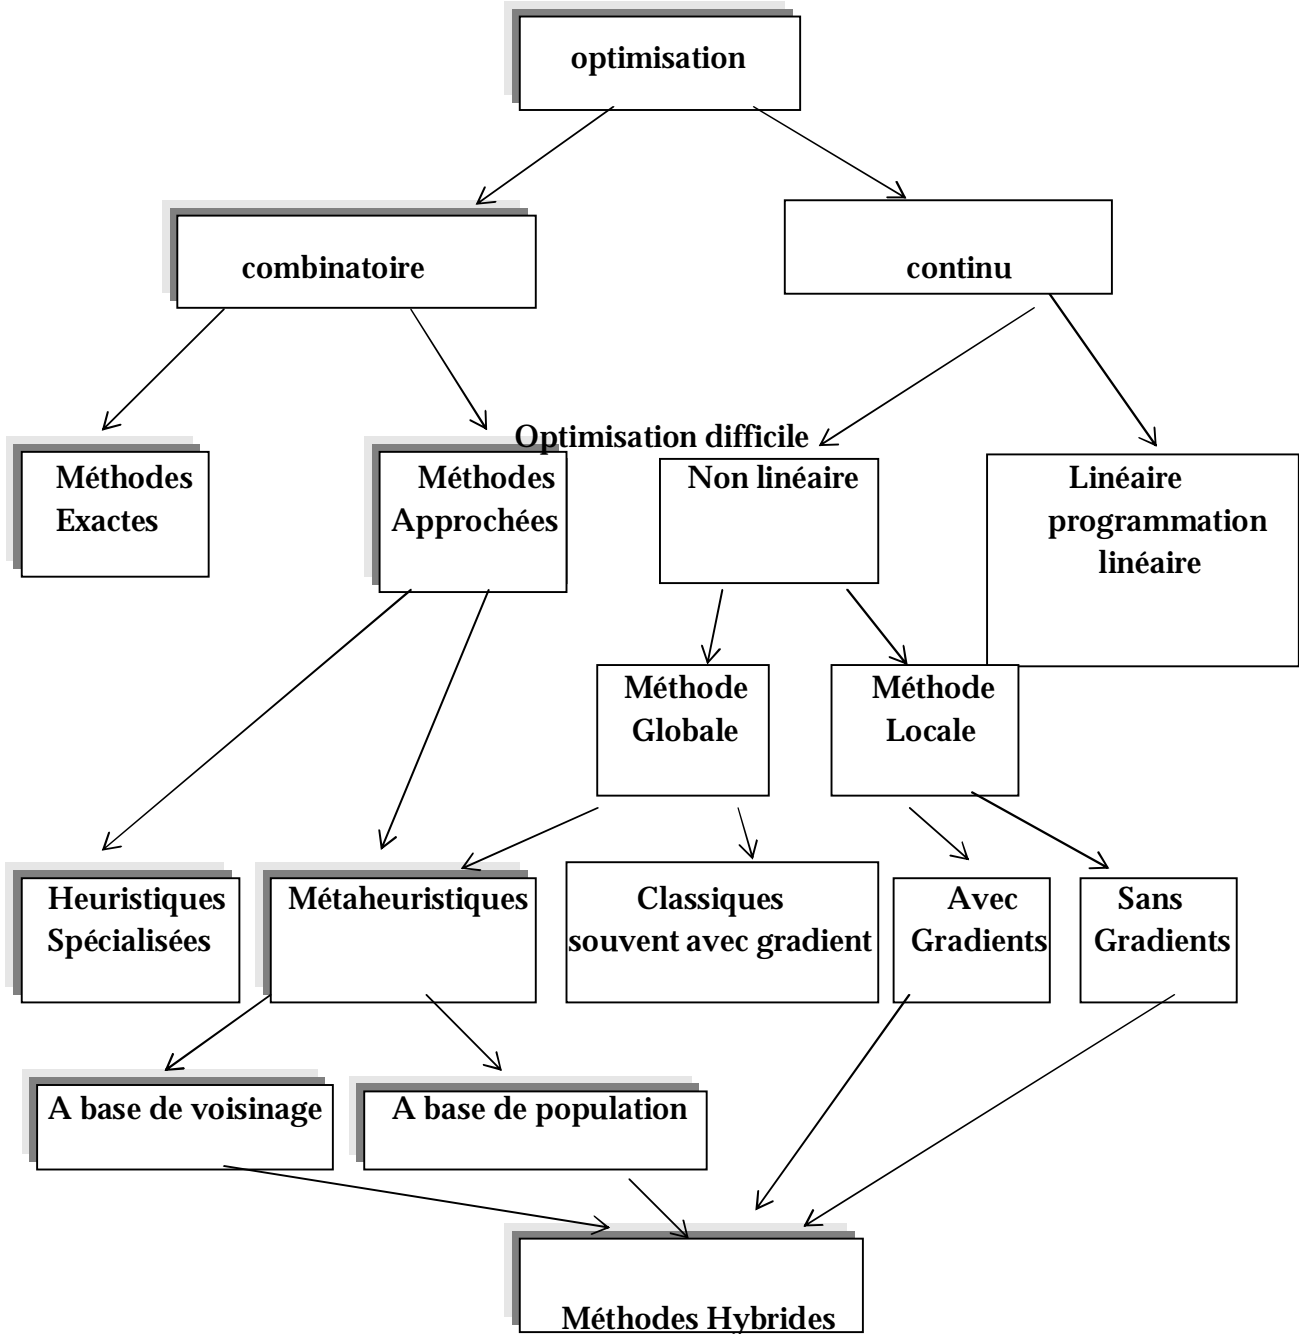 optimisation
combinatoire
continu
Optimisation difficile
Méthodes
Exactes
Méthodes
Approchées
Non linéaire
Linéaire
programmation
linéaire
Méthode
Globale
Méthode
Locale
Heuristiques
Spécialisées
Métaheuristiques
Classiques
souvent avec gradient
Avec
Gradients
Sans
Gradients
A base de voisinage
A base de population
Méthodes Hybrides